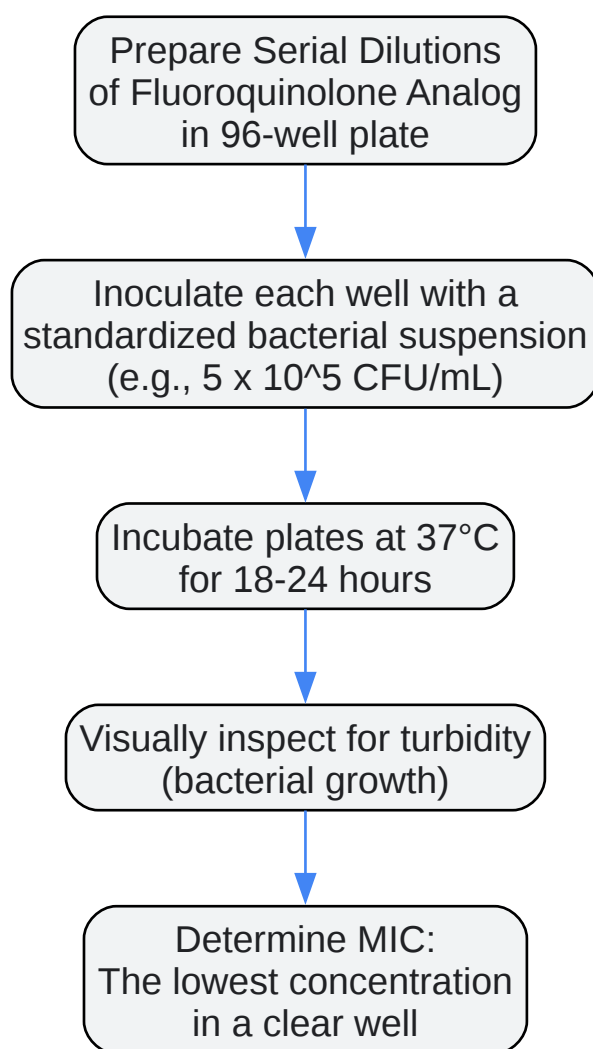 Prepare Serial Dilutions
of Fluoroquinolone Analog
in 96-well plate
Inoculate each well with a
standardized bacterial suspension
(e.g., 5 x 10^5 CFU/mL)
Incubate plates at 37°C
for 18-24 hours
Visually inspect for turbidity
(bacterial growth)
Determine MIC:
The lowest concentration
in a clear well